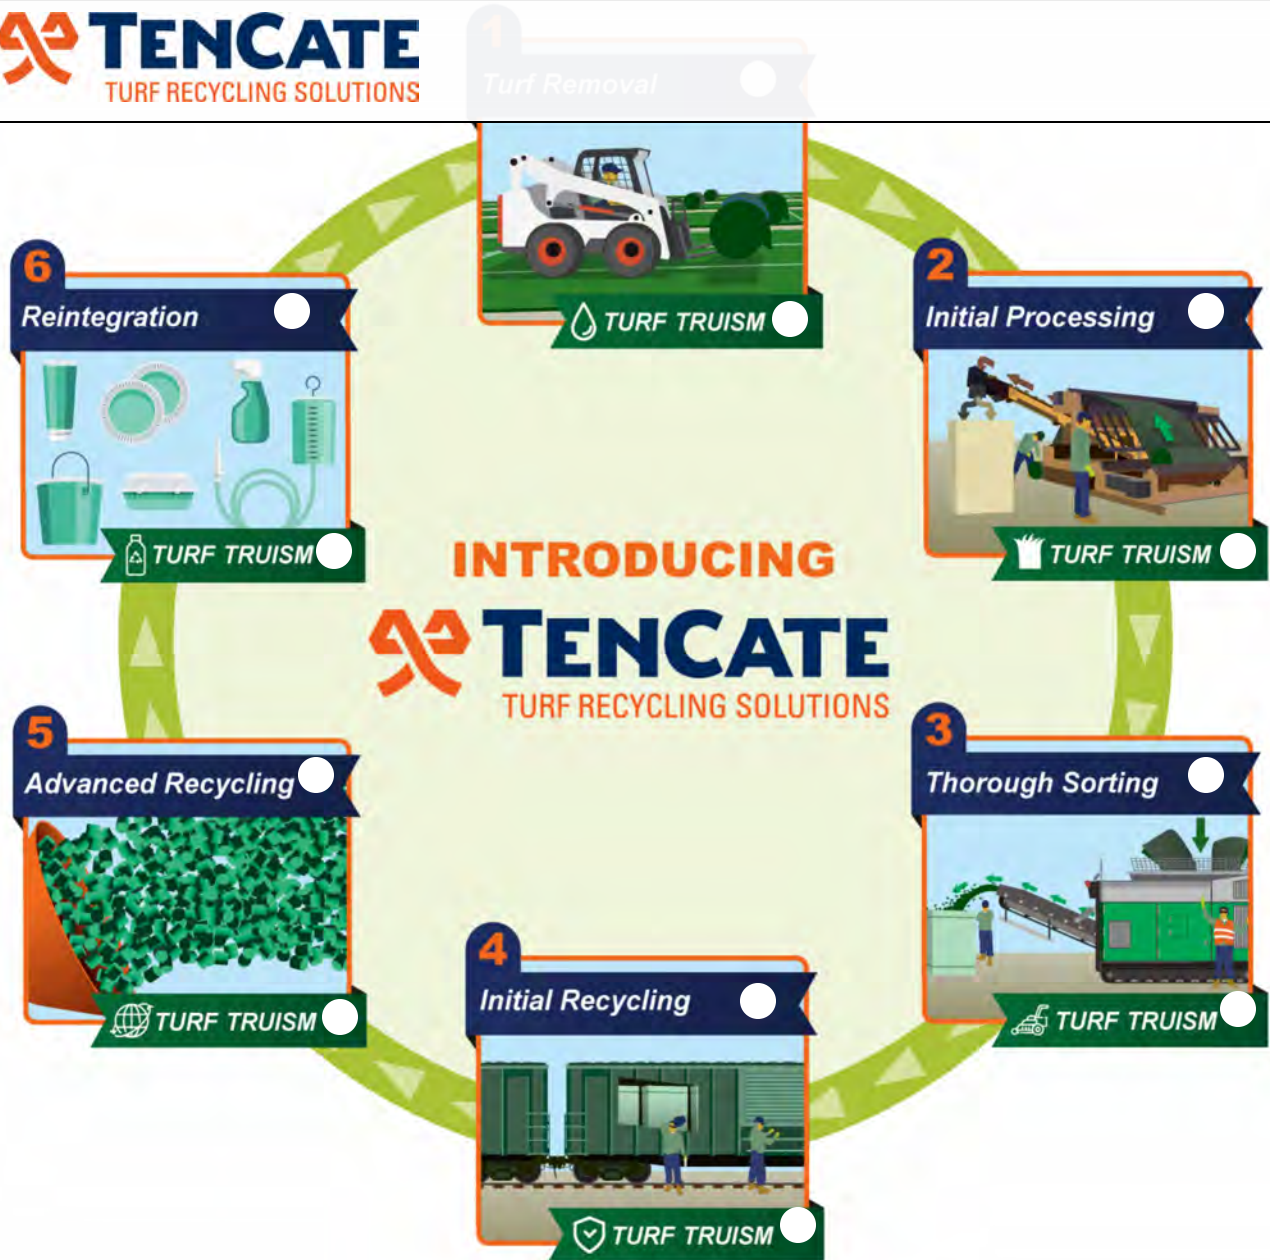 TENCATE
TURF RECYCLING SOLUTIONS
1
Turf Removal
TURF TRUISM
6
Reintegration
TURF TRUISM
2
Initial Processing
TURF TRUISM
INTRODUCING
TENCATE
TURF RECYCLING SOLUTIONS
5
Advanced Recycling
TURF TRUISM
3
Thorough Sorting
TURF TRUISM
4
Initial Recycling
TURF TRUISM